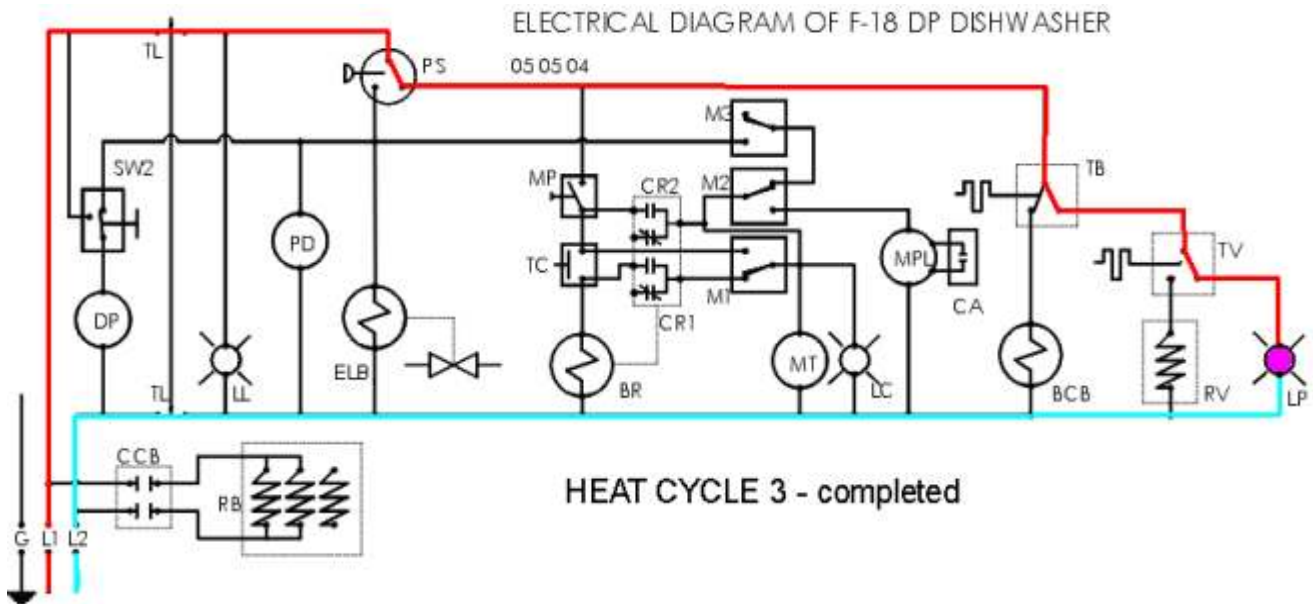 ELECTRICAL DIAGRAM OF F-18 DP DISHWASHER
TL
PS
05 05 04
M3
SW2
MP
CR2
M2
TB
PD
TC
MPL
TV
DP
M1
CA
CR1
ELB
MT
TL
LL
BR
LC
BCB
RV
LP
CCB
RB
HEAT CYCLE 3 - completed
G L1 L2